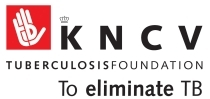 KNCV
TUBERCULOSISFOUNDATION
To eliminate TB